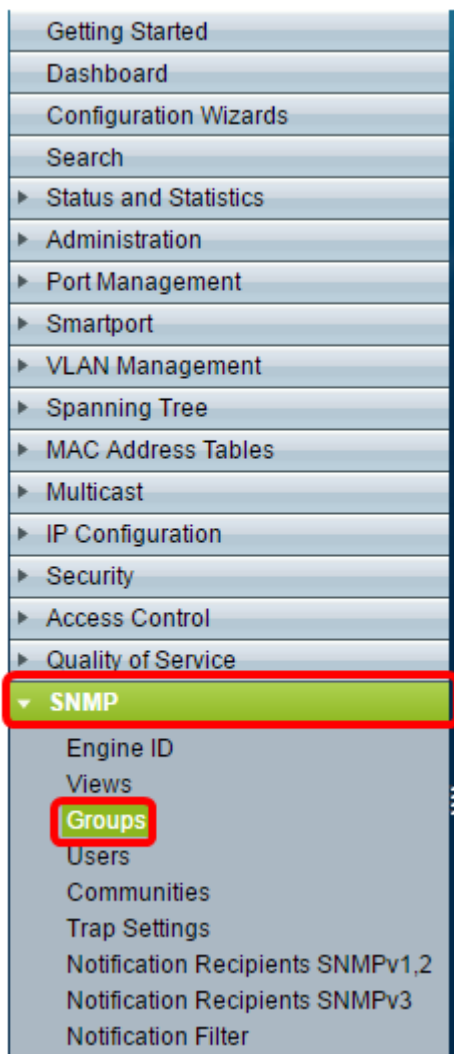 Getting Started
Dashboard
Configuration Wizards
Search
Status and Statistics
Administration
Port Management
Smartport
VLAN Management
Spanning Tree
MAC Address Tables
Multicast
IP Configuration
Security
Access Control
Quality of Service
SNMP
Engine ID
Views
Groups
Users
Communities
Trap Settings
Notification Recipients SNMPv1,2
Notification Recipients SNMPv3
Notification Filter